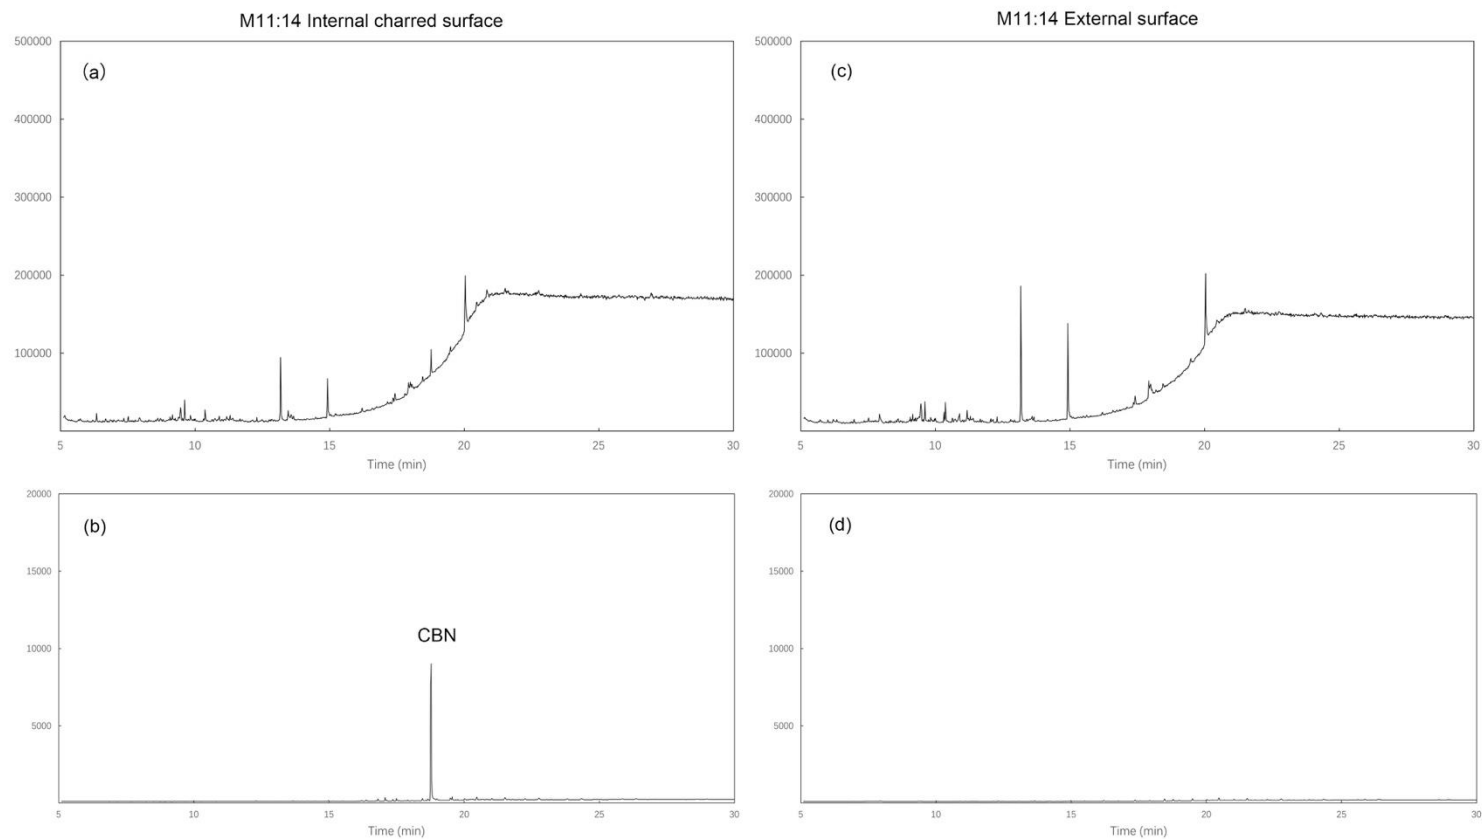 M11:14 Internal charred surface
(a)
500000
400000
300000
200000
100000
5 10 15 20 25 30
Time (min)
M11:14 External surface
(c)
500000
400000
300000
200000
100000
5 10 15 20 25 30
Time (min)
(b)
20000
15000
10000
5000
CBN
5 10 15 20 25 30
Time (min)
(d)
20000
15000
10000
5000
5 10 15 20 25 30
Time (min)